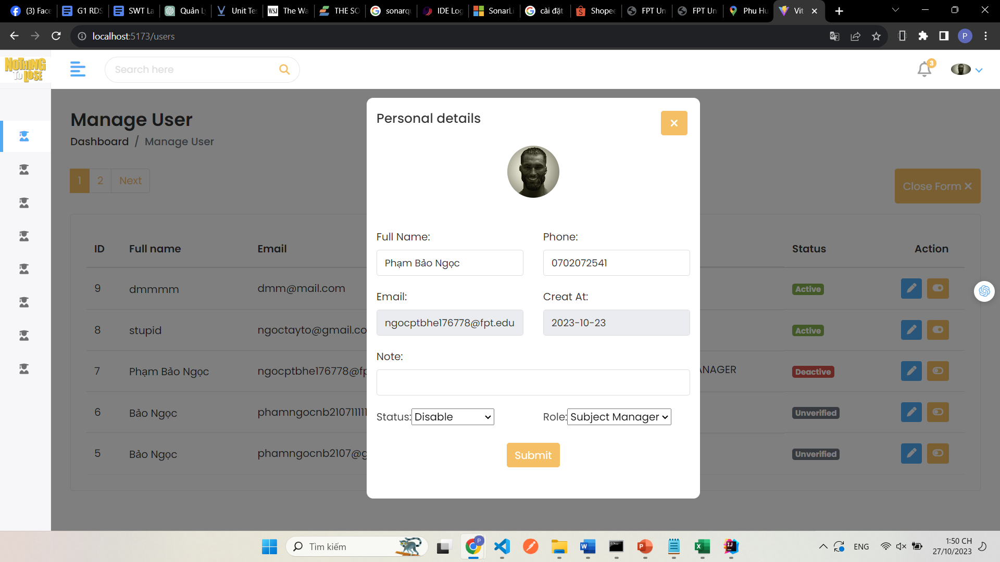 (3) Face
G1 RDS
SWT La
Quản L
Unit Te
WSJ
The Wa
THE SO
sonarqu
IDE Log
SonarLi
cài đặt
Shopee
FPT Un
FPT Un
Phu Hu
Vit
localhost:5173/users
P
NOTHING
TO LOSE
Search here
3
Manage User
Dashboard / Manage User
1 2 Next
Close Form
ID Full name Email Status Action
9 dmmmm dmm@mail.com Active
8 stupid ngoctayto@gmail.co Active
7 Phạm Bảo Ngọc ngocptbhe176778@fp ANAGER Deactive
6 Bảo Ngọc phamngocnb210711111 Unverified
5 Bảo Ngọc phamngocnb2107@g Unverified
Personal details
Full Name: Phone:
Phạm Bảo Ngọc 0702072541
Email: Creat At:
ngocptbhe176778@fpt.edu 2023-10-23
Note:
Status: Disable Role: Subject Manager
Submit
Tìm kiếm
P
ENG
1:50 CH
27/10/2023